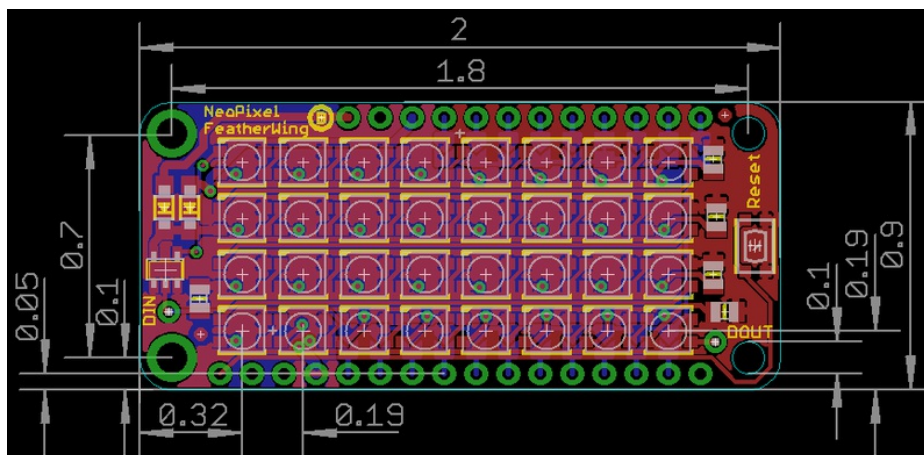 2
1.8
NeoPixel
FeatherWing
Reset
0.7
0.05
0.1
DIN
0.1
0.19
0.9
DOUT
0.32
0.19